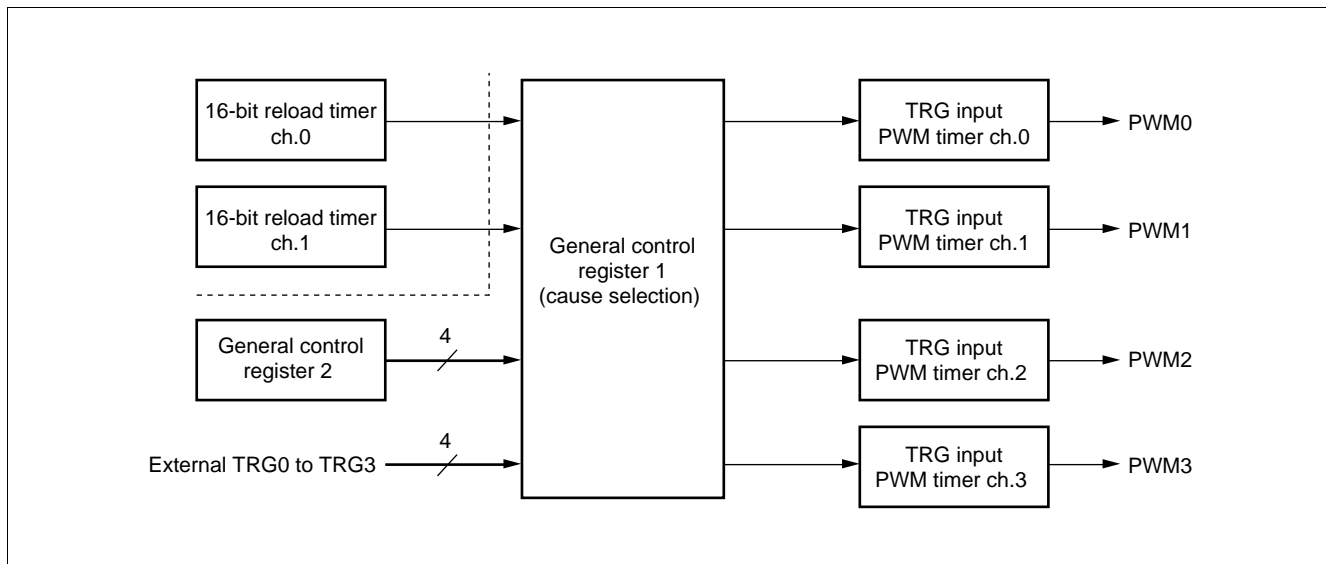 16-bit reload timer
ch.0
16-bit reload timer
ch.1
General control
register 2
4
External TRG0 to TRG3
4
General control
register 1
(cause selection)
TRG input
PWM timer ch.0
PWM0
TRG input
PWM timer ch.1
PWM1
TRG input
PWM timer ch.2
PWM2
TRG input
PWM timer ch.3
PWM3